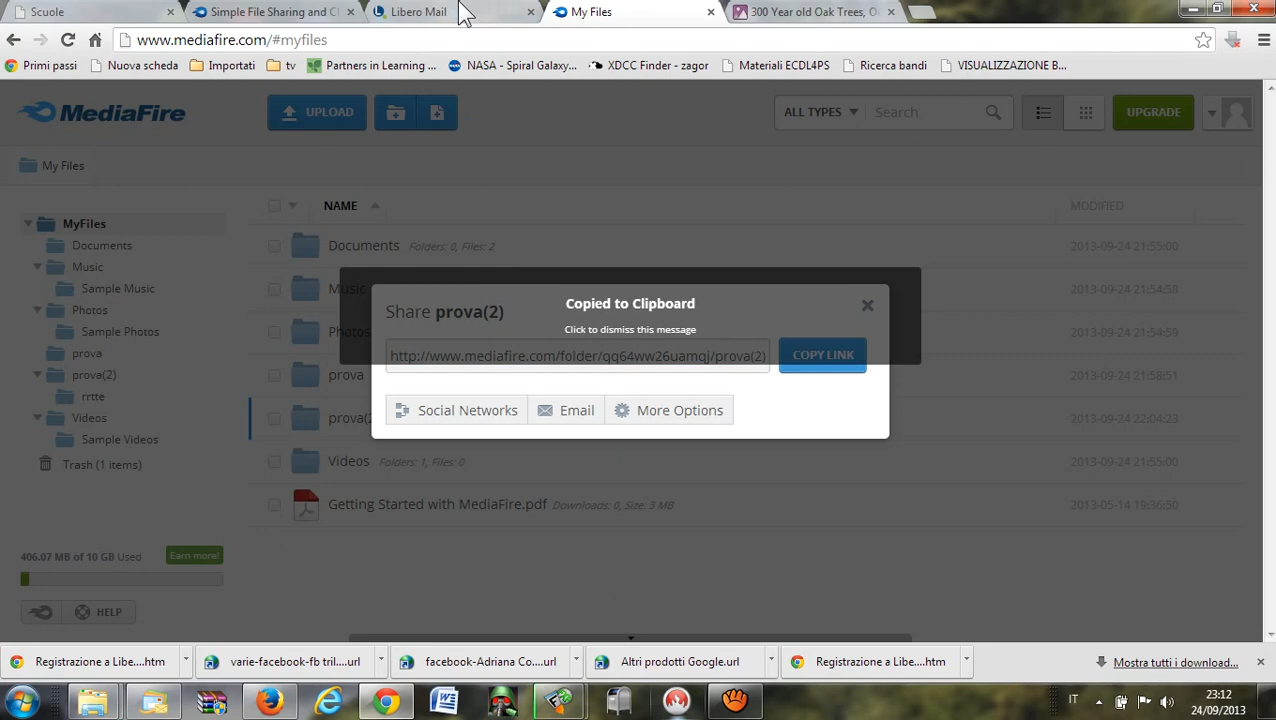 Scuole
Simple File Sharing and Cl
Libero Mail
My Files
300 Year old Oak Trees, O
www.mediafire.com/#myfiles
Primi passi
Nuova scheda
Importati
tv
Partners in Learning ...
NASA - Spiral Galaxy...
XDCC Finder - zagor
Materiali ECDL4PS
Ricerca bandi
VISUALIZZAZIONE B...
MediaFire
UPLOAD
ALL TYPES
Search
UPGRADE
My Files
MyFiles
Documents
Music
Sample Music
Photos
Sample Photos
prova
prova(2)
rrtte
Videos
Sample Videos
Trash (1 items)
406.07 MB of 10 GB Used
Earn more!
HELP
NAME
MODIFIED
Documents Folders: 0, Files: 2
2013-09-24 21:55:00
2013-09-24 21:54:58
2013-09-24 21:54:59
prova
2013-09-24 21:58:51
2013-09-24 22:04:23
Videos Folders: 1, Files: 0
2013-09-24 21:55:00
Getting Started with MediaFire.pdf Downloads: 0, Size: 3 MB
2013-05-14 19:36:50
Copied to Clipboard
Click to dismiss this message
Share prova(2)
http://www.mediafire.com/folder/qq64ww26uamqj/prova(2)
COPY LINK
Social Networks
Email
More Options
Registrazione a Libe....htm
varie-facebook-fb tril....url
facebook-Adriana Co....url
Altri prodotti Google.url
Registrazione a Libe....htm
Mostra tutti i download...
IT
23:12
24/09/2013